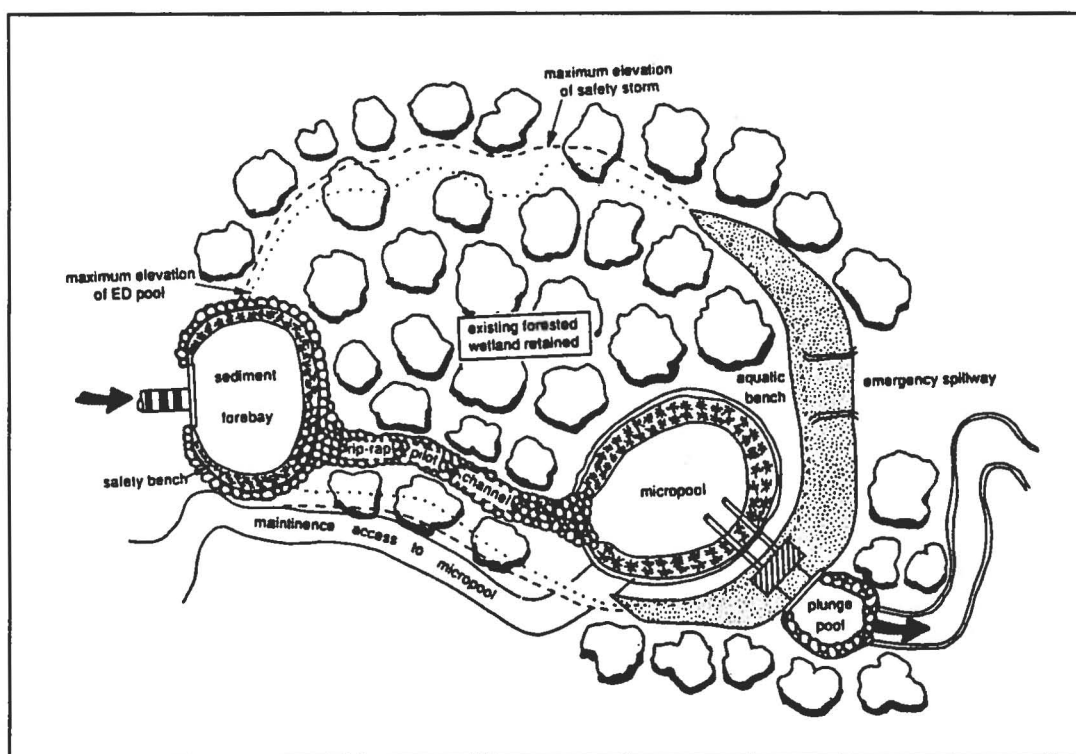 maximum elevation
of safety storm
maximum elevation
of ED pool
existing forested
wetland retained
sediment
forebay
aquatic
bench
emergency spillway
rip-rap pilot channel
safety bench
micropool
maintinence access to micropool
plunge
pool